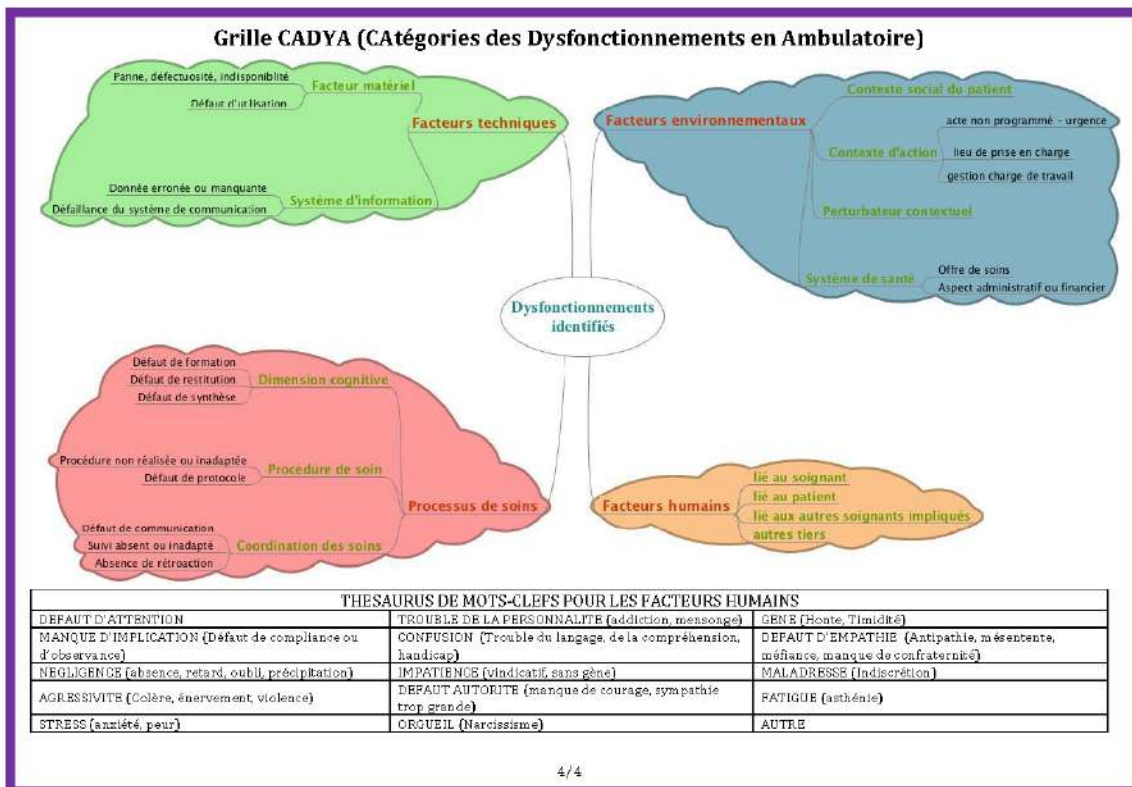 Grille CADYA (CAtégories des Dysfonctionnements en Ambulatoire)
Panne, défectuosité, indisponiblité
Facteur matériel
Défaut d'utilisation
Facteurs techniques
Donnée erronée ou manquante
Système d'information
Défaillance du système de communication
Contexte social du patient
Facteurs environnementaux
acte non programmé - urgence
Contexte d'action
lieu de prise en charge
gestion charge de travail
Perturbateur contextuel
Système de santé
Offre de soins
Aspect administratif ou financier
Dysfonctionnements
identifiés
Défaut de formation
Défaut de restitution
Dimension cognitive
Défaut de synthèse
Procédure non réalisée ou inadaptée
Procédure de soin
Défaut de protocole
Processus de soins
Défaut de communication
Suivi absent ou inadapté
Coordination des soins
Absence de rétroaction
Facteurs humains
lié au soignant
lié au patient
lié aux autres soignants impliqués
autres tiers
THESAURUS DE MOTS-CLEFS POUR LES FACTEURS HUMAINS
DEFAUT D'ATTENTION
TROUBLE DE LA PERSONNALITE (addiction, mensonge)
GENE (Honte, Timidité)
MANQUE D'IMPLICATION (Défaut de compliance ou
d'observance)
CONFUSION (Trouble du langage, de la compréhension,
handicap)
DEFAUT D'EMPATHIE (Antipathie, mésentente,
méfiance, manque de confraternité)
NEGLIGENCE (absence, retard, oubli, précipitation)
IMPATIENCE (vindicatif, sans gène)
MALADRESSE (Indiscrétion)
AGRESSIVITE (Colère, énervement, violence)
DEFAUT AUTORITE (manque de courage, sympathie
trop grande)
FATIGUE (asthénie)
STRESS (anxiété, peur)
ORGUEIL (Narcissisme)
AUTRE
4/4